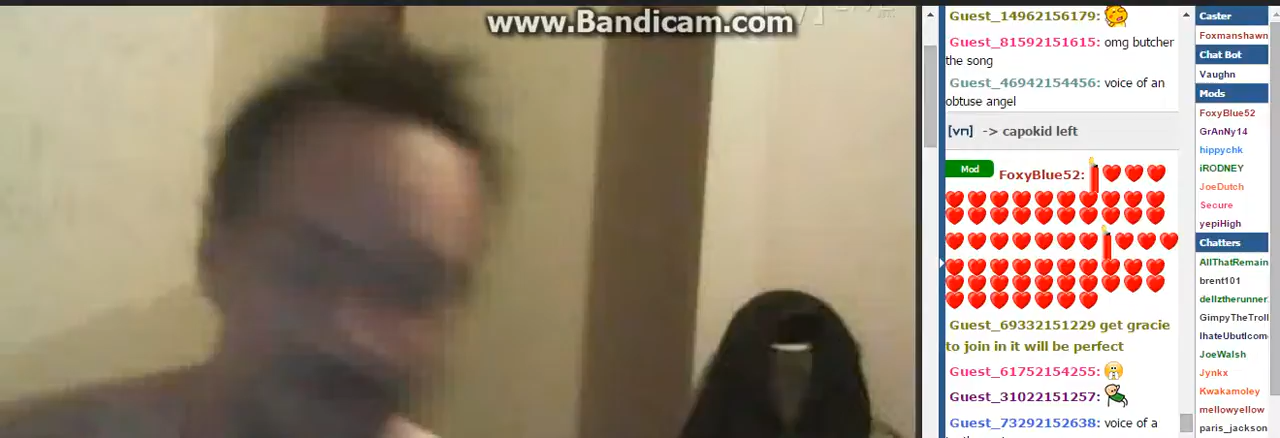 www.Bandicam.com
Guest_14962156179:
Guest_81592151615: omg butcher
the song
Guest_46942154456: voice of an
obtuse angel
[vn] -> capokid left
Mod FoxyBlue52:
Guest_69332151229 get gracie
to join in it will be perfect
Guest_61752154255:
Guest_31022151257:
Guest_73292152638: voice of a
Caster
Foxmanshawn
Chat Bot
Vaughn
Mods
FoxyBlue52
GrAnNy14
hippychk
iRODNEY
JoeDutch
Secure
yepiHigh
Chatters
AllThatRemain
brent101
dellztherunner
GimpyTheTroll
IhateUbutIcome
JoeWalsh
Jynkx
Kwakamoley
mellowyellow
paris_jackson